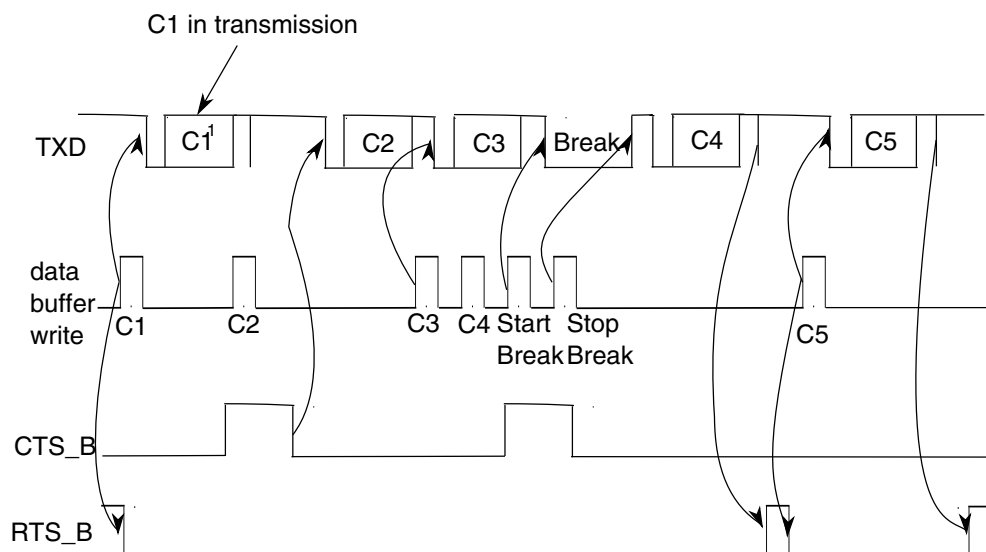 C1 in transmission
TXD
C1¹
C2
C3
Break
C4
C5
data
buffer
write
C1
C2
C3
C4
Start
Break
Stop
Break
C5
CTS_B
RTS_B